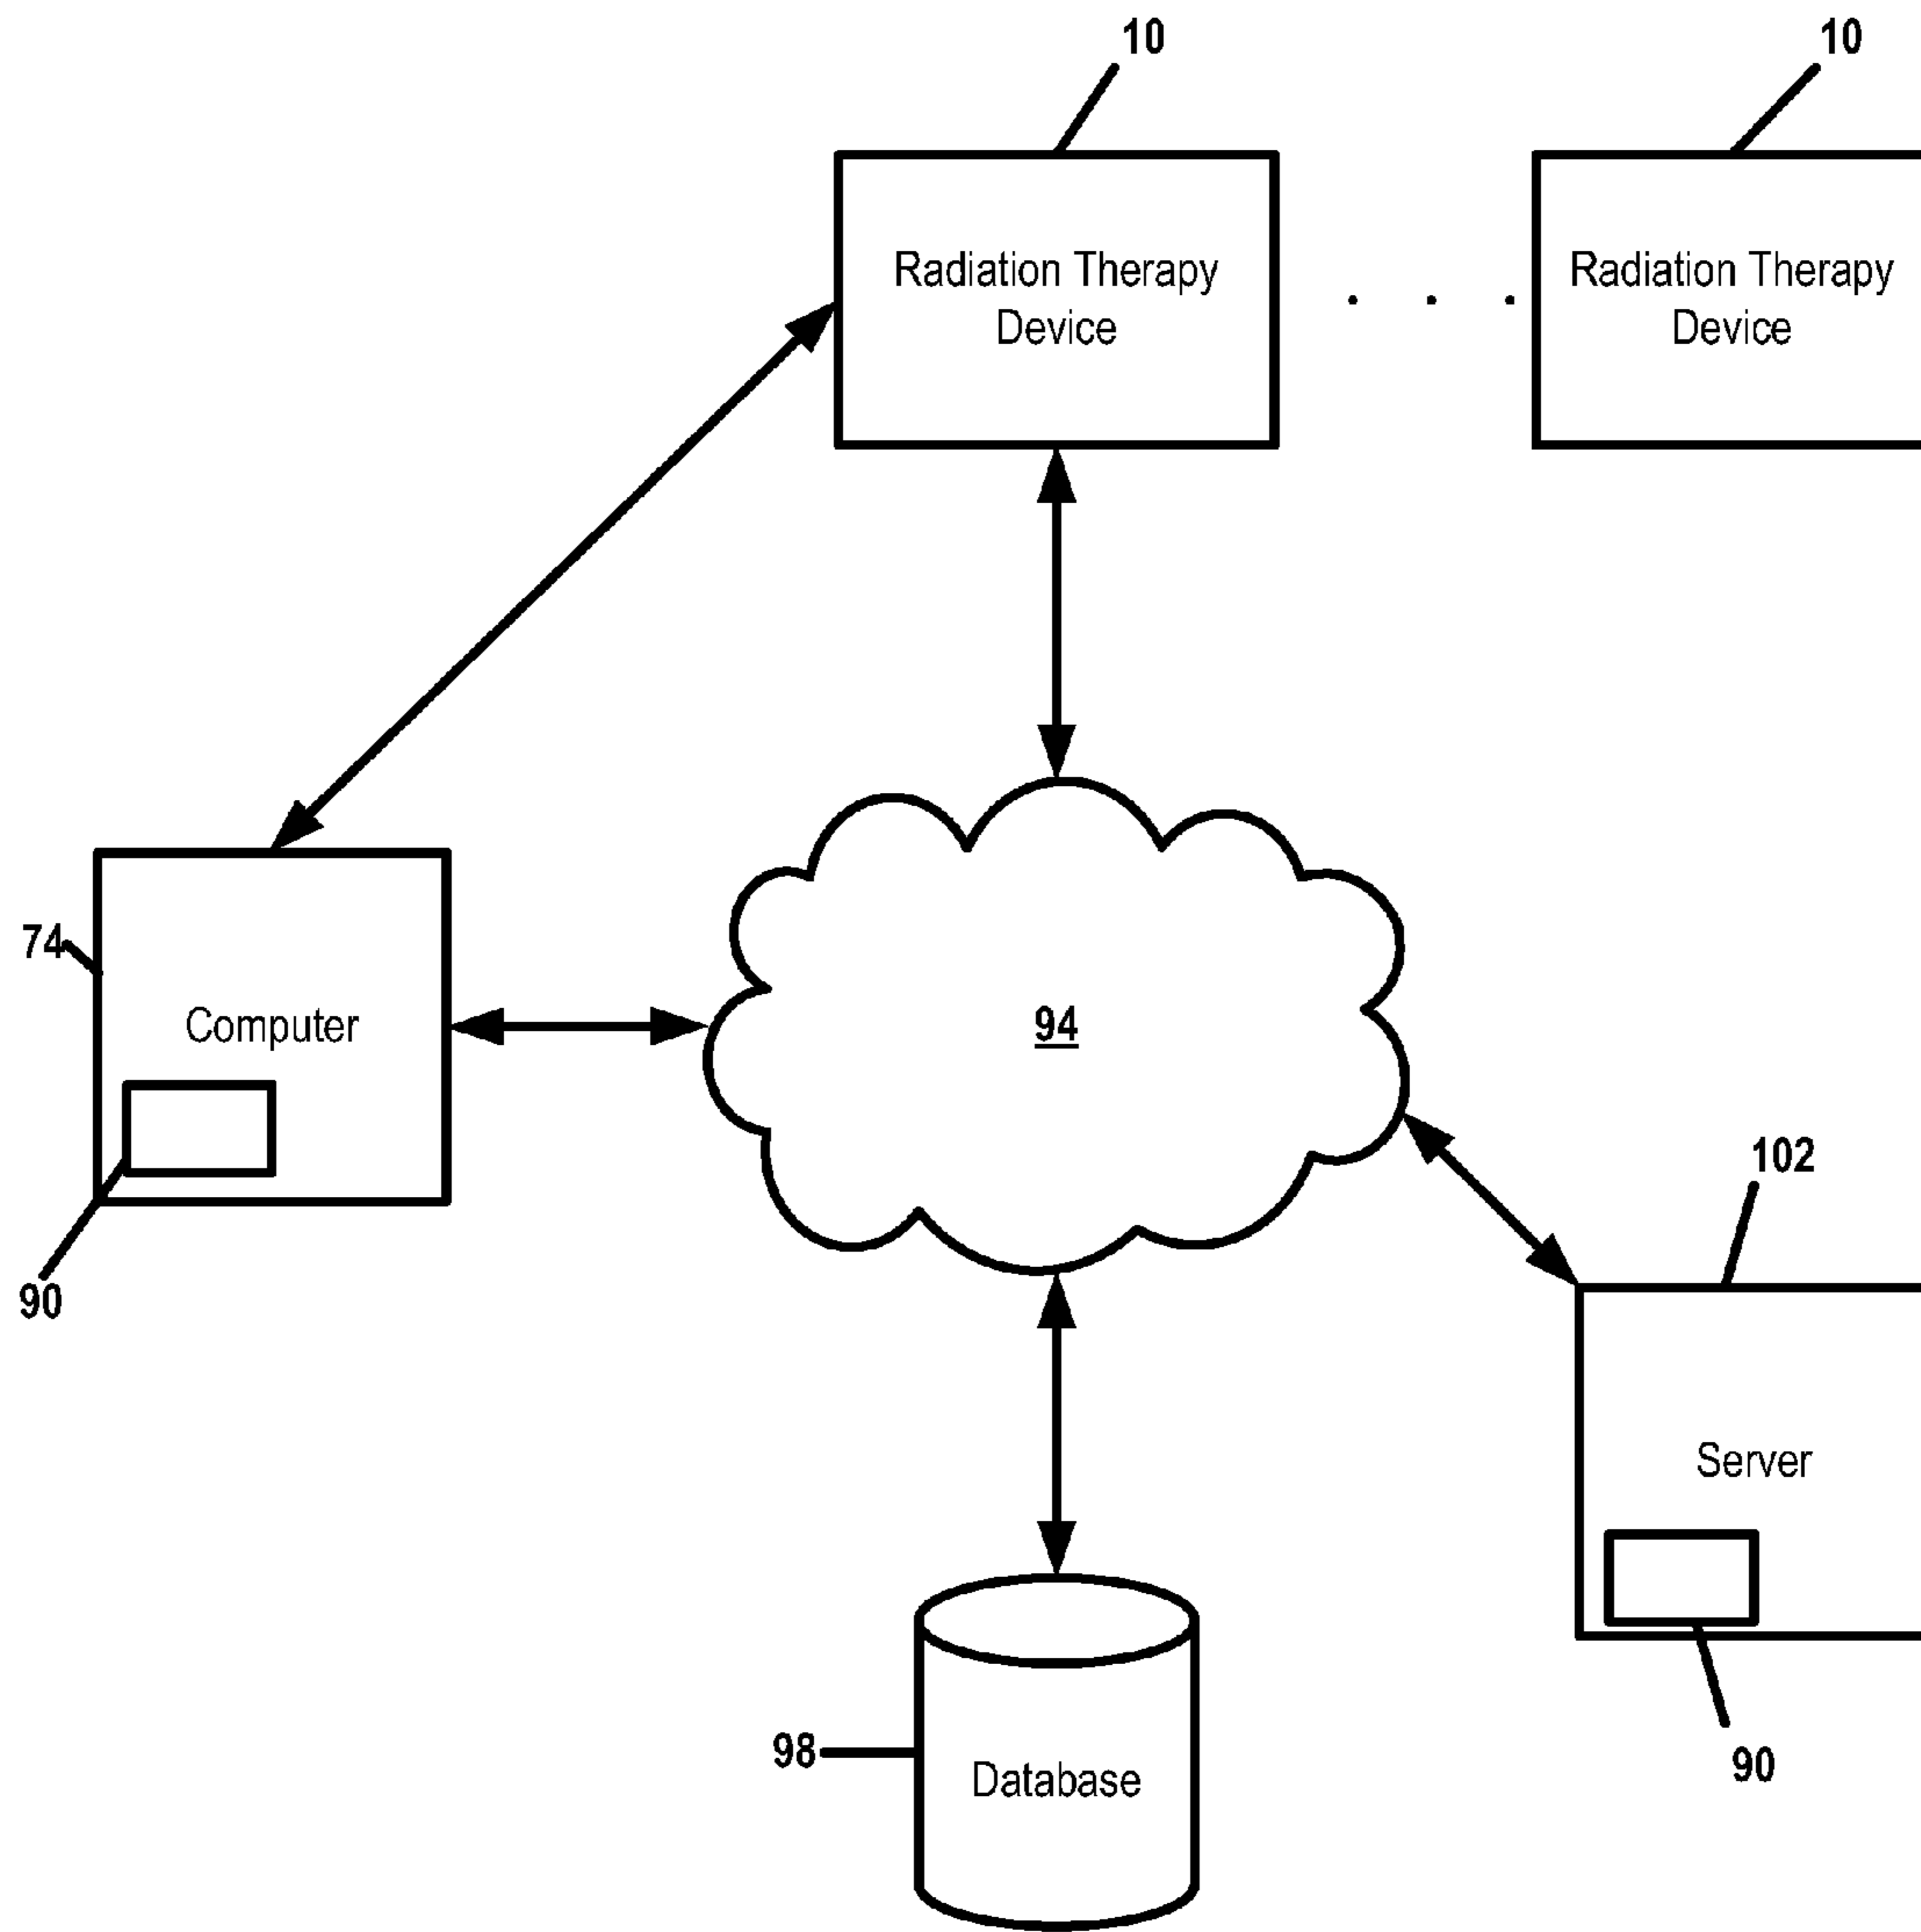 10
10
Radiation Therapy
Device
Radiation Therapy
Device
74
Computer
94
102
90
Server
98
Database
90